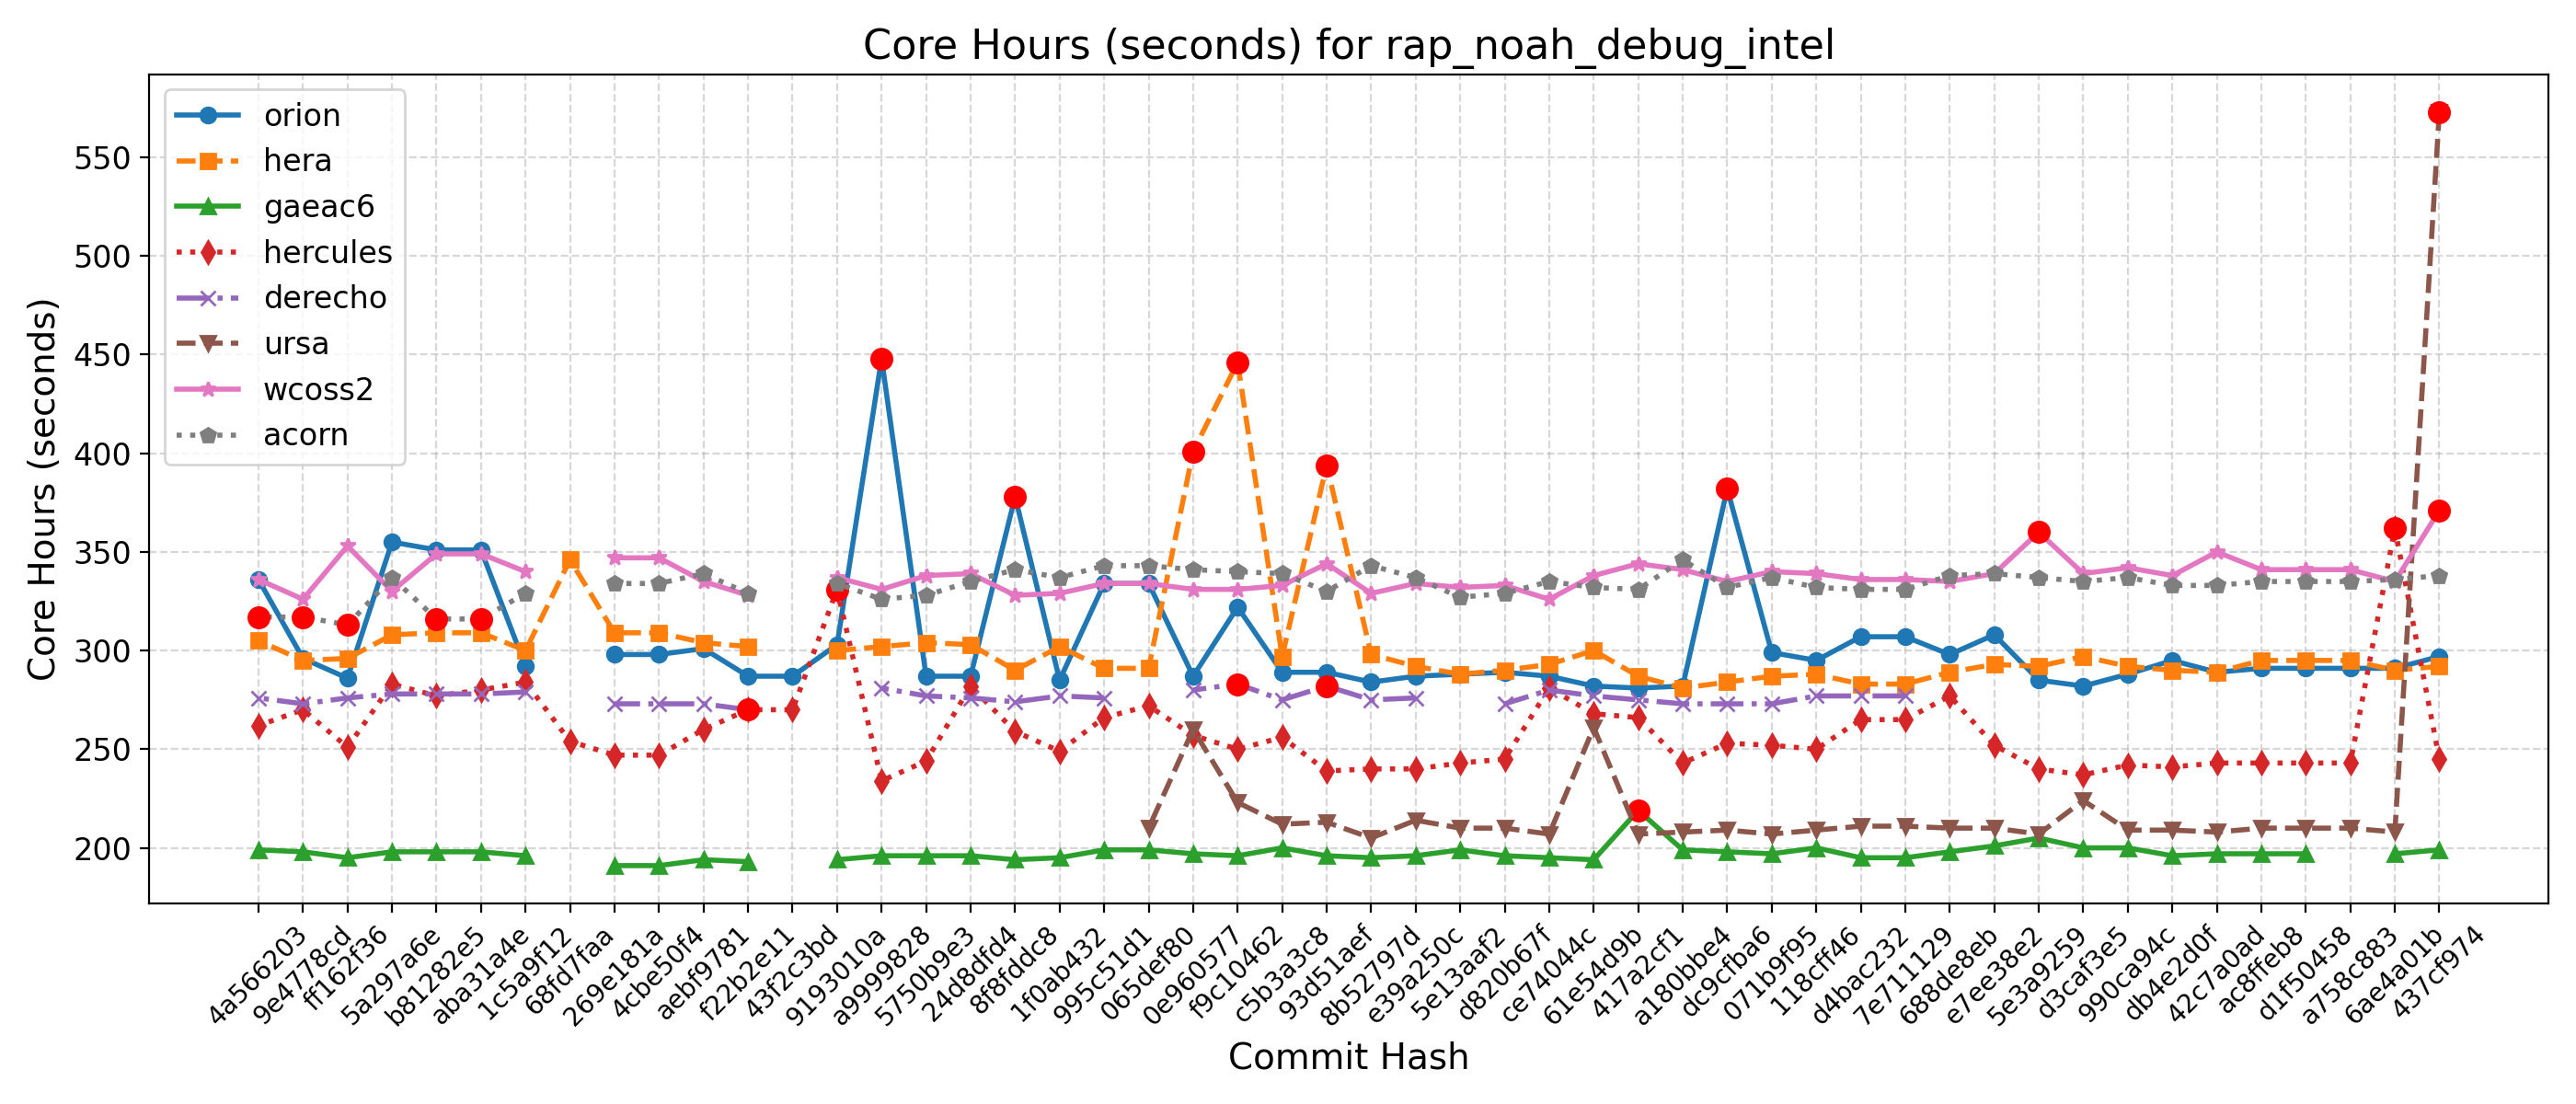 Core Hours (seconds) for rap_noah_debug_intel
Core Hours (seconds)
550
500
450
400
350
300
250
200
orion
hera
gaeac6
hercules
derecho
ursa
wcoss2
acorn
4a566203
9e4778cd
ff162f36
5a297a6e
b81282e5
aba31a4e
1c5a9f12
68fd7faa
269e181a
4cbe50f4
aebf9781
f22b2e11
43f2c3bd
9193010a
a9999828
5750b9e3
24d8dfd4
8f8fddc8
1f0ab432
995c51d1
065def80
0e960577
f9c10462
c5b3a3c8
93d51aef
8b52797d
e39a250c
5e13aaf2
d820b67f
ce74044c
61e54d9b
417a2cf1
a180bbe4
dc9cfba6
071b9f95
118cff46
d4bac232
7e711129
688de8eb
e7ee38e2
5e3a9259
d3caf3e5
990ca94c
db4e2d0f
42c7a0ad
ac8ffeb8
d1f50458
a758c883
6ae4a01b
437cf974
Commit Hash